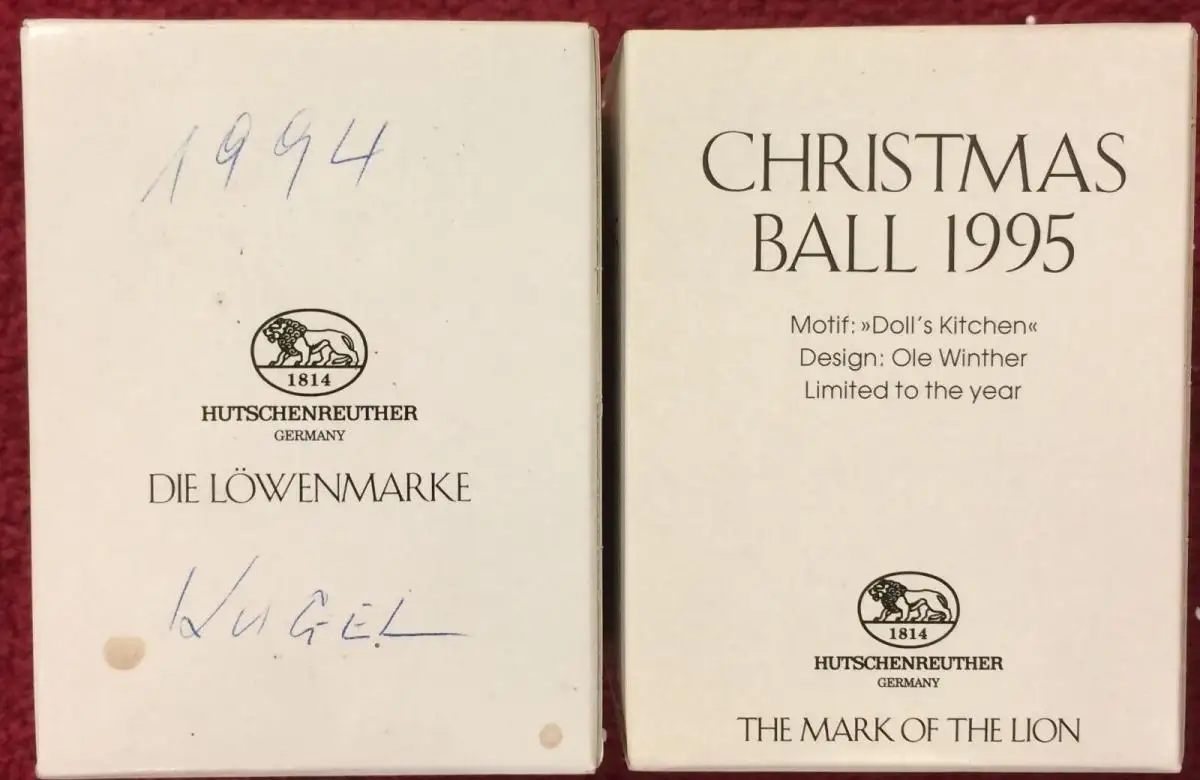 1994
1814
HUTSCHENREUTHER
GERMANY
DIE LÖWENMARKE
KUGEL
CHRISTMAS
BALL 1995
Motif: »Doll's Kitchen«
Design: Ole Winther
Limited to the year
1814
HUTSCHENREUTHER
GERMANY
THE MARK OF THE LION